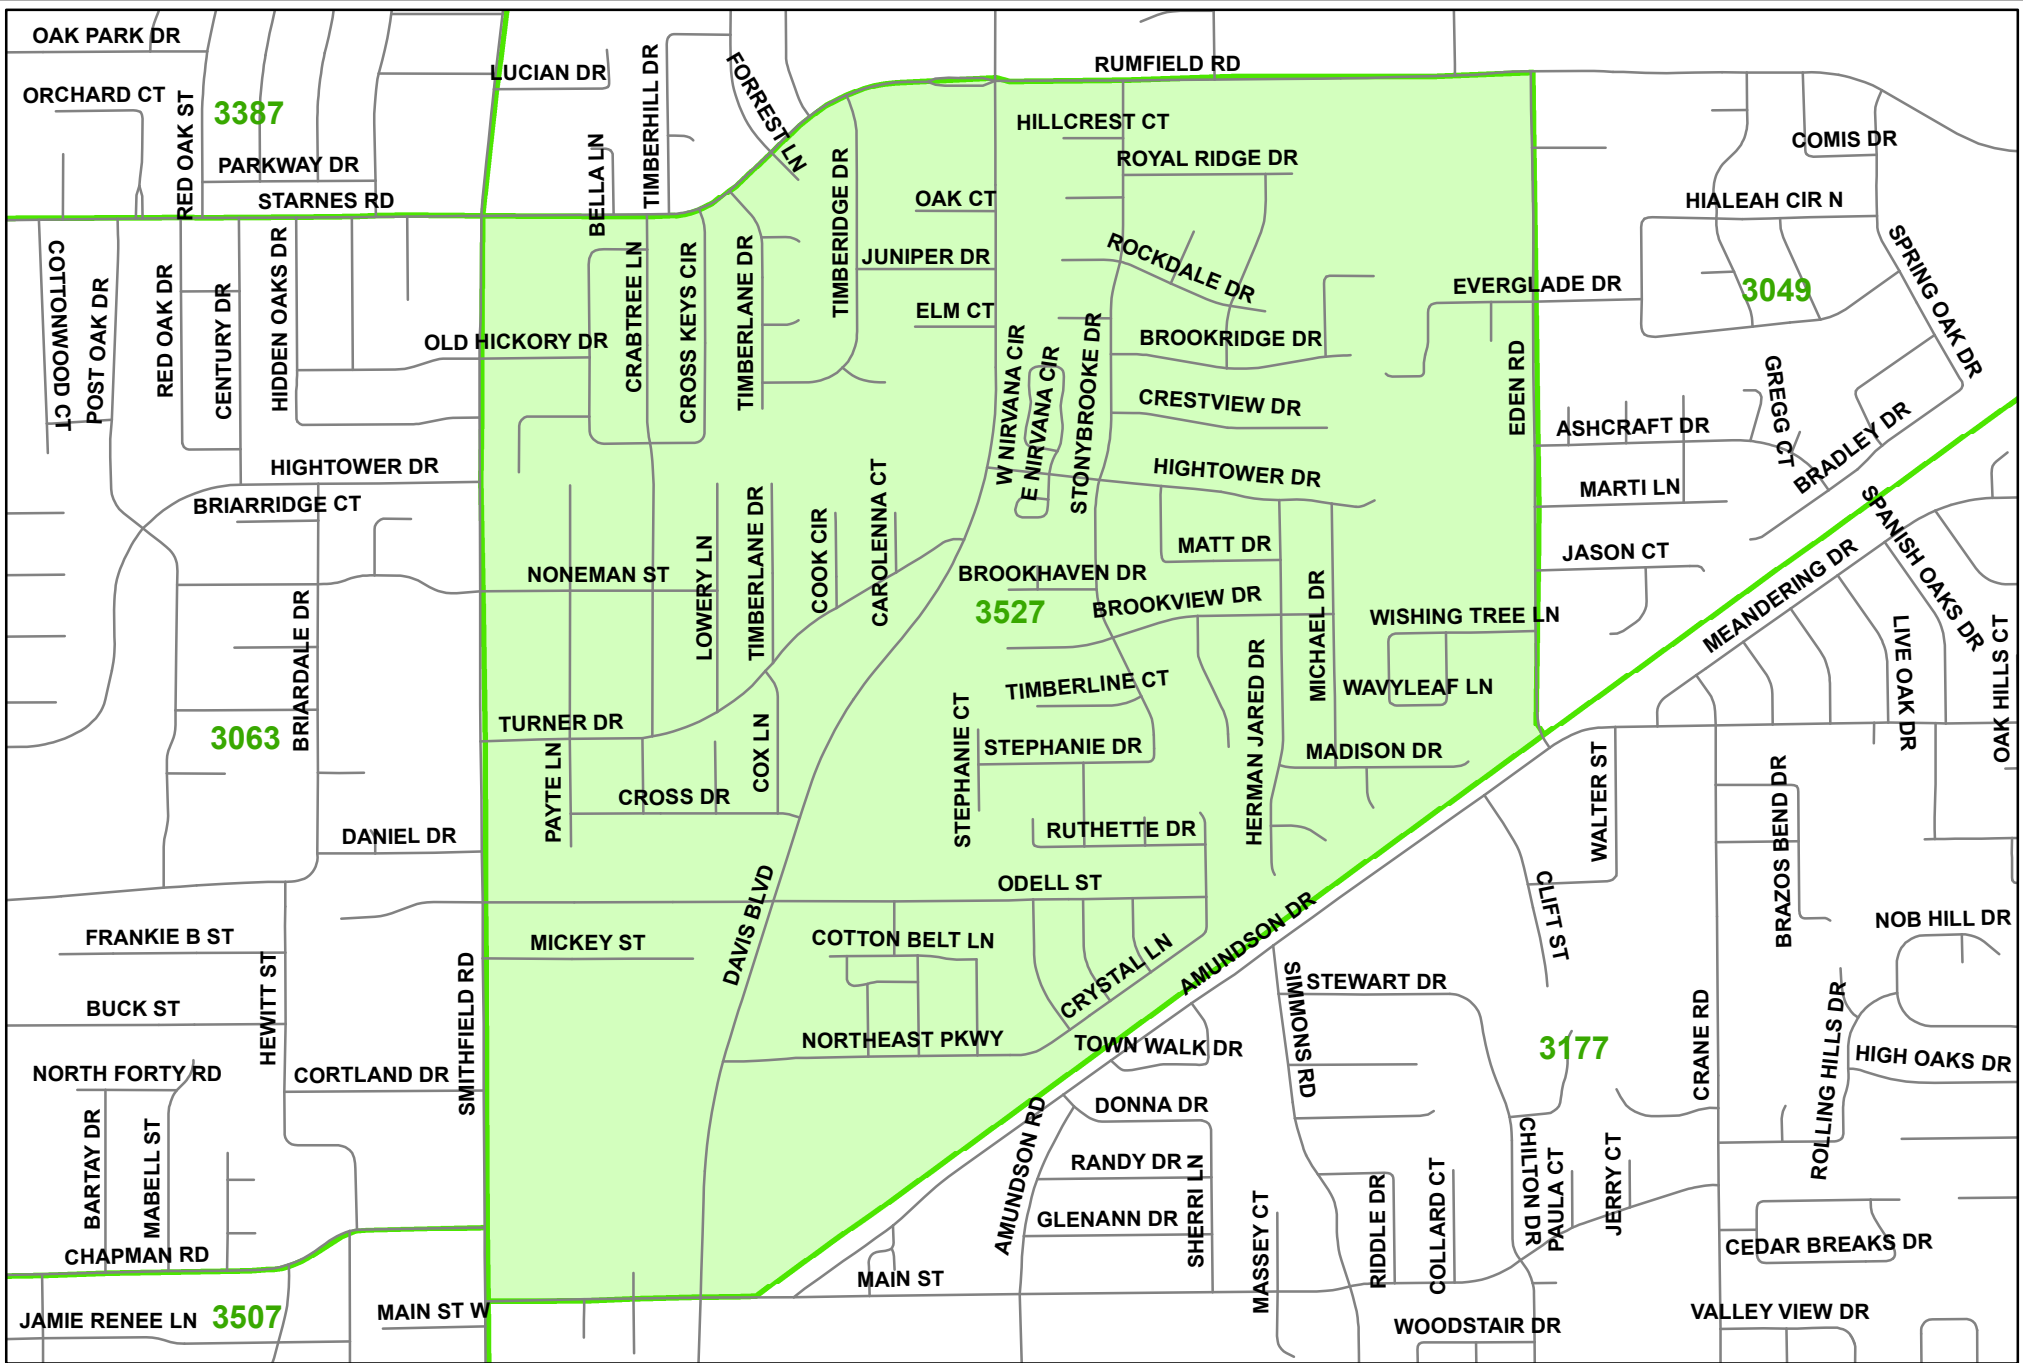 OAK PARK DR
LUCIAN DR
TIMBERHILL DR
FORREST LN
RUMFIELD RD
ORCHARD CT
RED OAK ST
3387
HILLCREST CT
COMIS DR
PARKWAY DR
BELLA LN
ROYAL RIDGE DR
STARNES RD
TIMBERIDGE DR
OAK CT
HIALEAH CIR N
COTTONWOOD CT
POST OAK DR
RED OAK DR
CENTURY DR
HIDDEN OAKS DR
CRABTREE LN
CROSS KEYS CIR
TIMBERLANE DR
JUNIPER DR
ROCKDALE DR
EVERGLADE DR
3049
SPRING OAK DR
ELM CT
OLD HICKORY DR
W NIRVANA CIR
E NIRVANA CIR
STONYBROOKE DR
BROOKRIDGE DR
EDEN RD
CRESTVIEW DR
ASHCRAFT DR
GREGG CT
BRADLEY DR
HIGHTOWER DR
HIGHTOWER DR
MARTI LN
BRIARRIDGE CT
LOWERY LN
TIMBERLANE DR
COOK CIR
CAROLENNA CT
MATT DR
JASON CT
SPANISH OAKS DR
MEANDERING DR
NONEMAN ST
BROOKHAVEN DR
3527
BROOKVIEW DR
MICHAEL DR
WISHING TREE LN
LIVE OAK DR
OAK HILLS CT
BRIARDALE DR
TIMBERLINE CT
HERMAN JARED DR
WAVYLEAF LN
3063
TURNER DR
STEPHANIE CT
STEPHANIE DR
MADISON DR
PAYTE LN
COX LN
CROSS DR
WALTER ST
BRAZOS BEND DR
DANIEL DR
RUTHETTE DR
DAVIS BLVD
ODELL ST
CLIFT ST
NOB HILL DR
FRANKIE B ST
MICKEY ST
COTTON BELT LN
CRYSTAL LN
AMUNDSON DR
HEWITT ST
SMITHFIELD RD
SIMMONS RD
STEWART DR
BUCK ST
NORTHEAST PKWY
TOWN WALK DR
3177
CRANE RD
ROLLING HILLS DR
HIGH OAKS DR
NORTH FORTY RD
CORTLAND DR
DONNA DR
BARTAY DR
MABELL ST
AMUNDSON RD
RANDY DR
SHERRI LN
MASSEY CT
RIDDLE DR
COLLARD CT
CHILTON DR
PAULA CT
JERRY CT
GLENANN DR
CEDAR BREAKS DR
CHAPMAN RD
MAIN ST
JAMIE RENEE LN
3507
MAIN ST W
WOODSTAIR DR
VALLEY VIEW DR